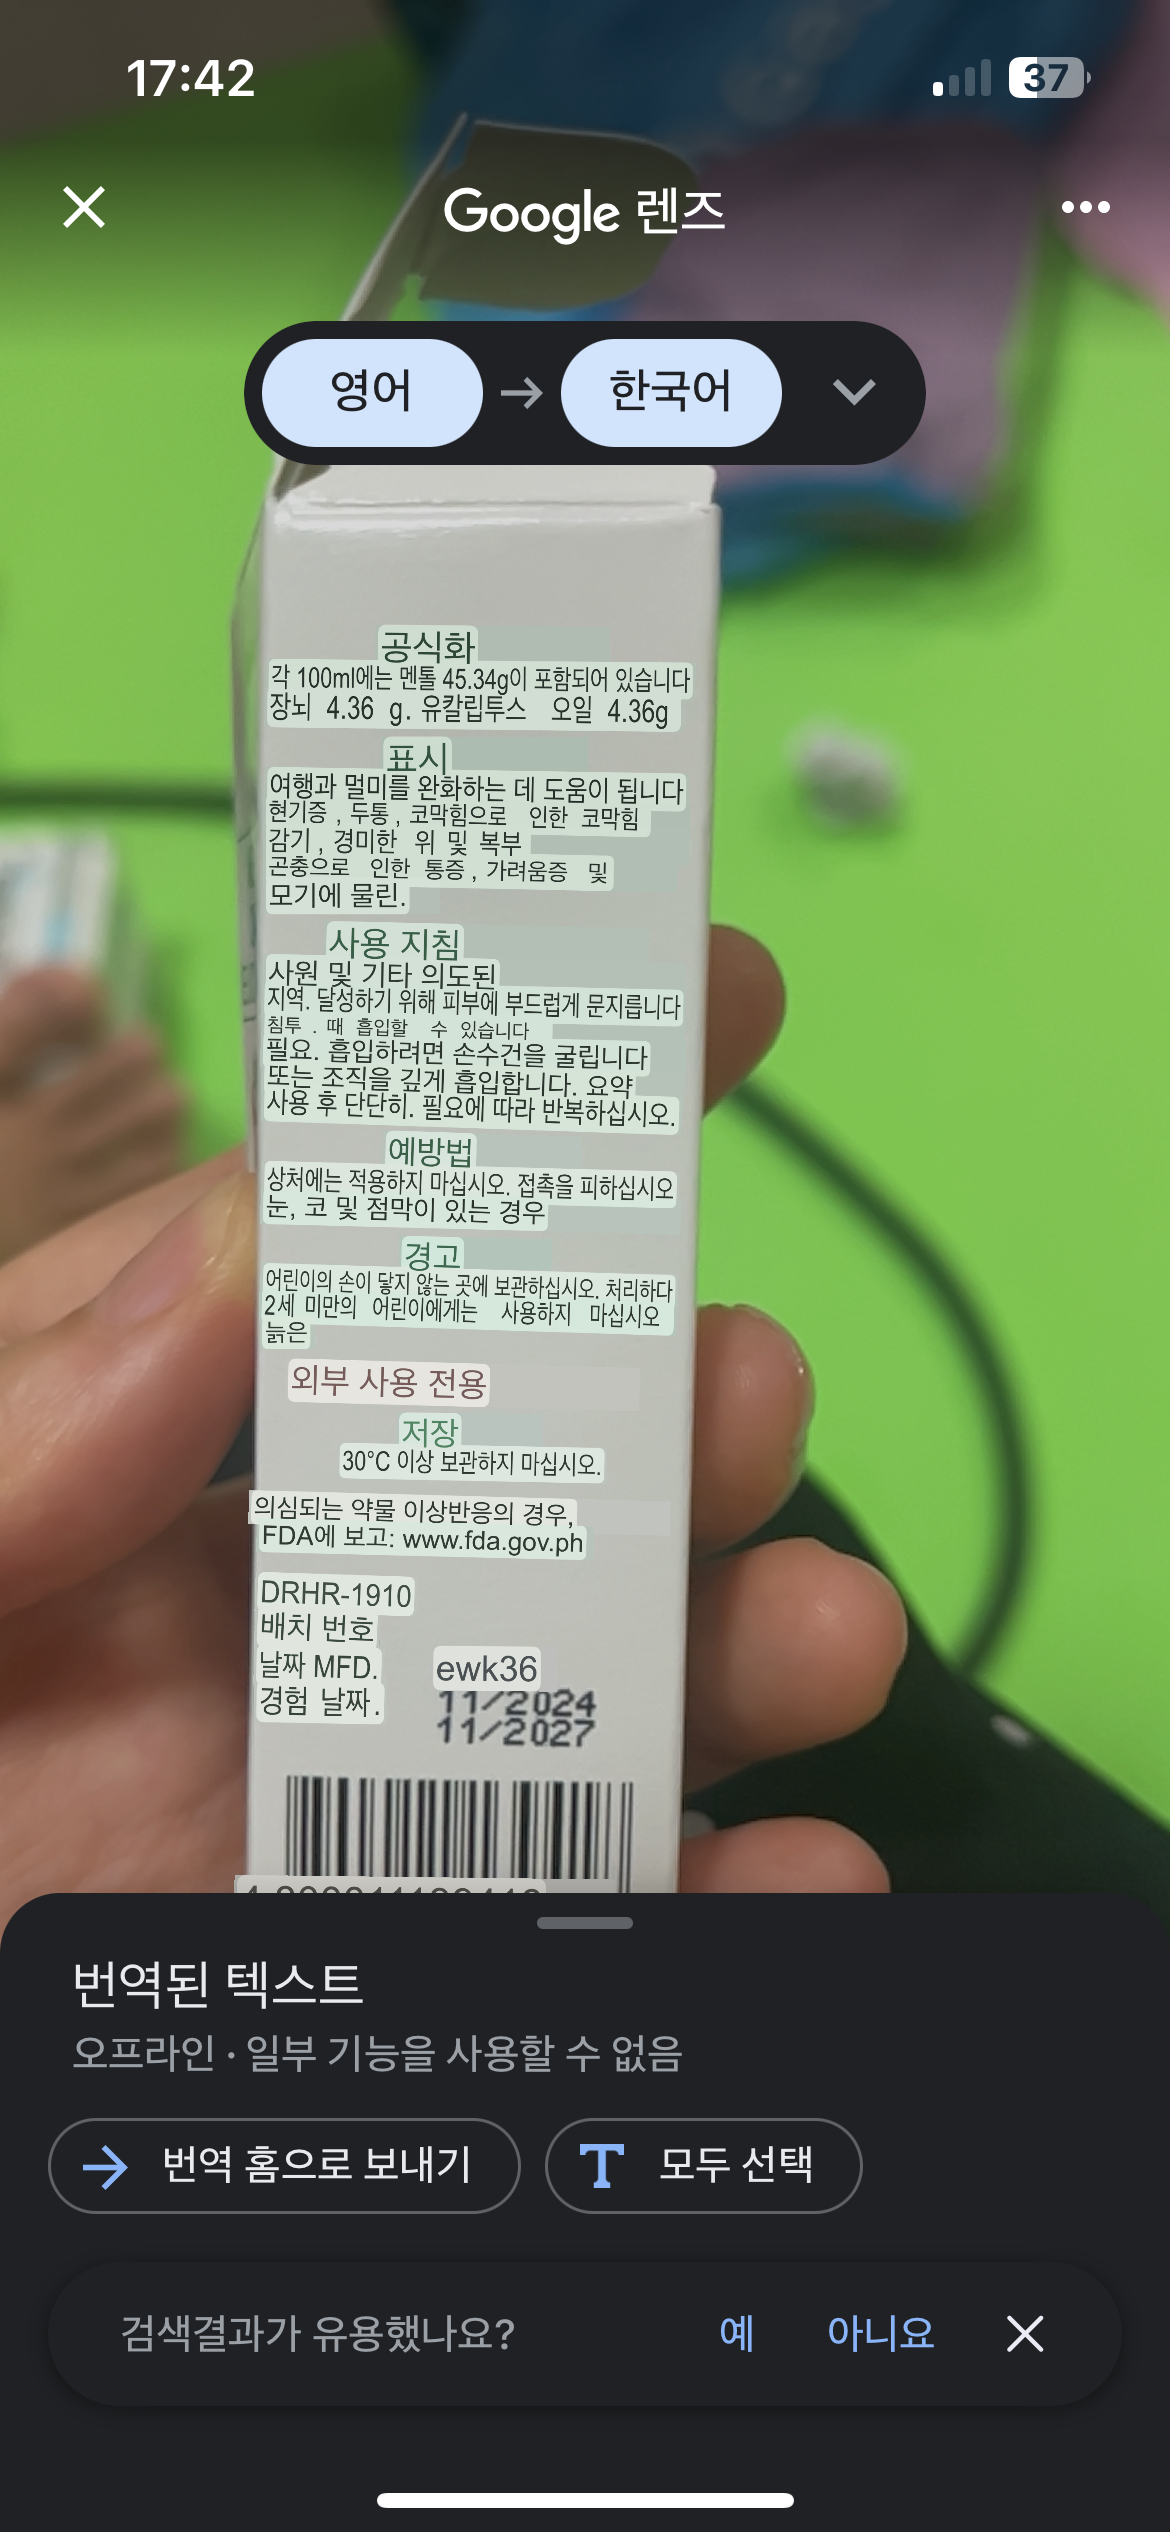 17:42
37
Google 렌즈
영어 → 한국어
공식화
각 100ml에는 멘톨 45.34g이 포함되어 있습니다
장뇌 4.36 g. 유칼립투스 오일 4.36g
표시
여행과 멀미를 완화하는 데 도움이 됩니다
현기증 , 두통 , 코막힘으로 인한 코막힘
감기 , 경미한 위 및 복부
곤충으로 인한 통증 , 가려움증 및
모기에 물린.
사용 지침
사원 및 기타 의도된
지역. 달성하기 위해 피부에 부드럽게 문지릅니다
침투 . 때 흡입할 수 있습니다
필요. 흡입하려면 손수건을 굴립니다
또는 조직을 깊게 흡입합니다. 요약
사용 후 단단히. 필요에 따라 반복하십시오.
예방법
상처에는 적용하지 마십시오. 접촉을 피하십시오
눈, 코 및 점막이 있는 경우
경고
어린이의 손이 닿지 않는 곳에 보관하십시오. 처리하다
2세 미만의 어린이에게는 사용하지 마십시오
늙은
외부 사용 전용
저장
30°C 이상 보관하지 마십시오.
의심되는 약물 이상반응의 경우,
FDA에 보고: www.fda.gov.ph
DRHR-1910
배치 번호
날짜 MFD. ewk36
경험 날짜. 11/2024
11/2027
번역된 텍스트
오프라인 · 일부 기능을 사용할 수 없음
번역 홈으로 보내기
모두 선택
검색결과가 유용했나요? 예 아니요